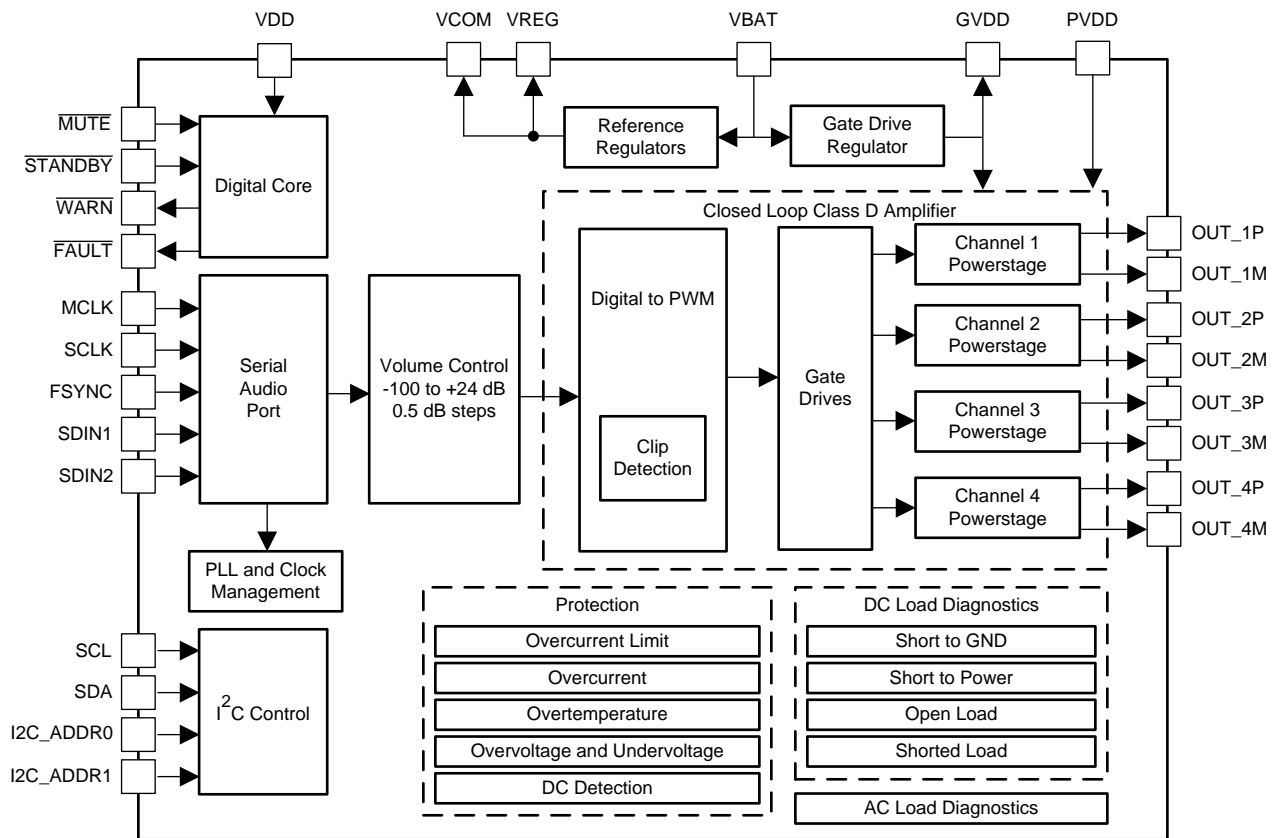 VDD
VCOM
VREG
VBAT
GVDD
PVDD
MUTE
STANDBY
WARN
FAULT
Digital Core
Reference
Regulators
Gate Drive
Regulator
MCLK
SCLK
FSYNC
SDIN1
SDIN2
Serial
Audio
Port
Volume Control
-100 to +24 dB
0.5 dB steps
Closed Loop Class D Amplifier
Digital to PWM
Clip
Detection
Gate
Drives
Channel 1
Powerstage
Channel 2
Powerstage
Channel 3
Powerstage
Channel 4
Powerstage
OUT_1P
OUT_1M
OUT_2P
OUT_2M
OUT_3P
OUT_3M
OUT_4P
OUT_4M
PLL and Clock
Management
SCL
SDA
I2C_ADDR0
I2C_ADDR1
I²C Control
Protection
Overcurrent Limit
Overcurrent
Overtemperature
Overvoltage and Undervoltage
DC Detection
DC Load Diagnostics
Short to GND
Short to Power
Open Load
Shorted Load
AC Load Diagnostics